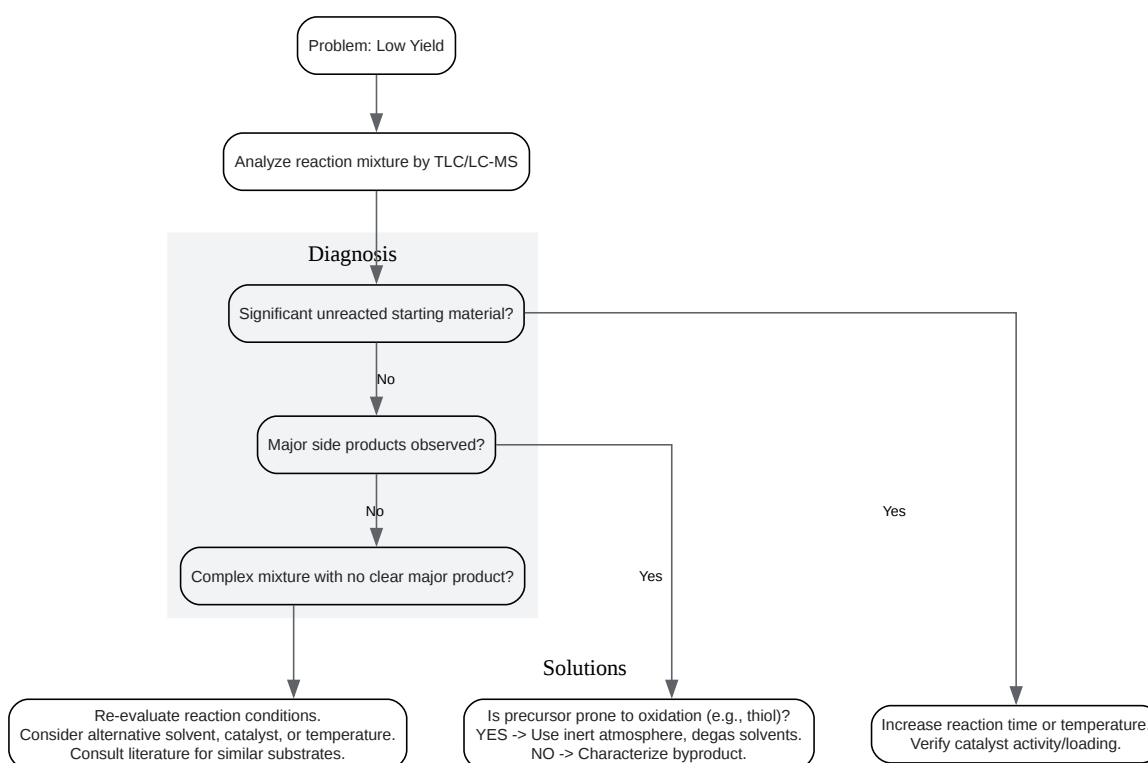 Problem: Low Yield
Analyze reaction mixture by TLC/LC-MS
Diagnosis
Significant unreacted starting material?
No
Major side products observed?
No
Yes
Complex mixture with no clear major product?
Yes
Solutions
Re-evaluate reaction conditions.
Consider alternative solvent, catalyst, or temperature.
Consult literature for similar substrates.
Is precursor prone to oxidation (e.g., thiol)?
YES -> Use inert atmosphere, degas solvents.
NO -> Characterize byproduct.
Increase reaction time or temperature.
Verify catalyst activity/loading.